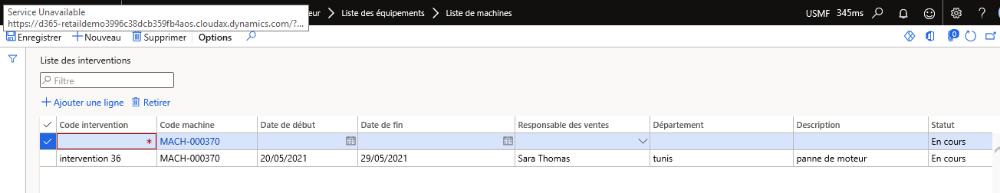 Service Unavailable
https://d365-retaildemo3996c38dcb359fb4aos.cloudax.dynamics.com/?...
eur > Liste des équipements > Liste de machines USMF 345ms
Enregistrer + Nouveau Supprimer Options
0
Liste des interventions
Filtre
+ Ajouter une ligne Retirer
Code intervention Code machine Date de début Date de fin Responsable des ventes Département Description Statut
* MACH-000370 En cours
intervention 36 MACH-000370 20/05/2021 29/05/2021 Sara Thomas tunis panne de moteur En cours